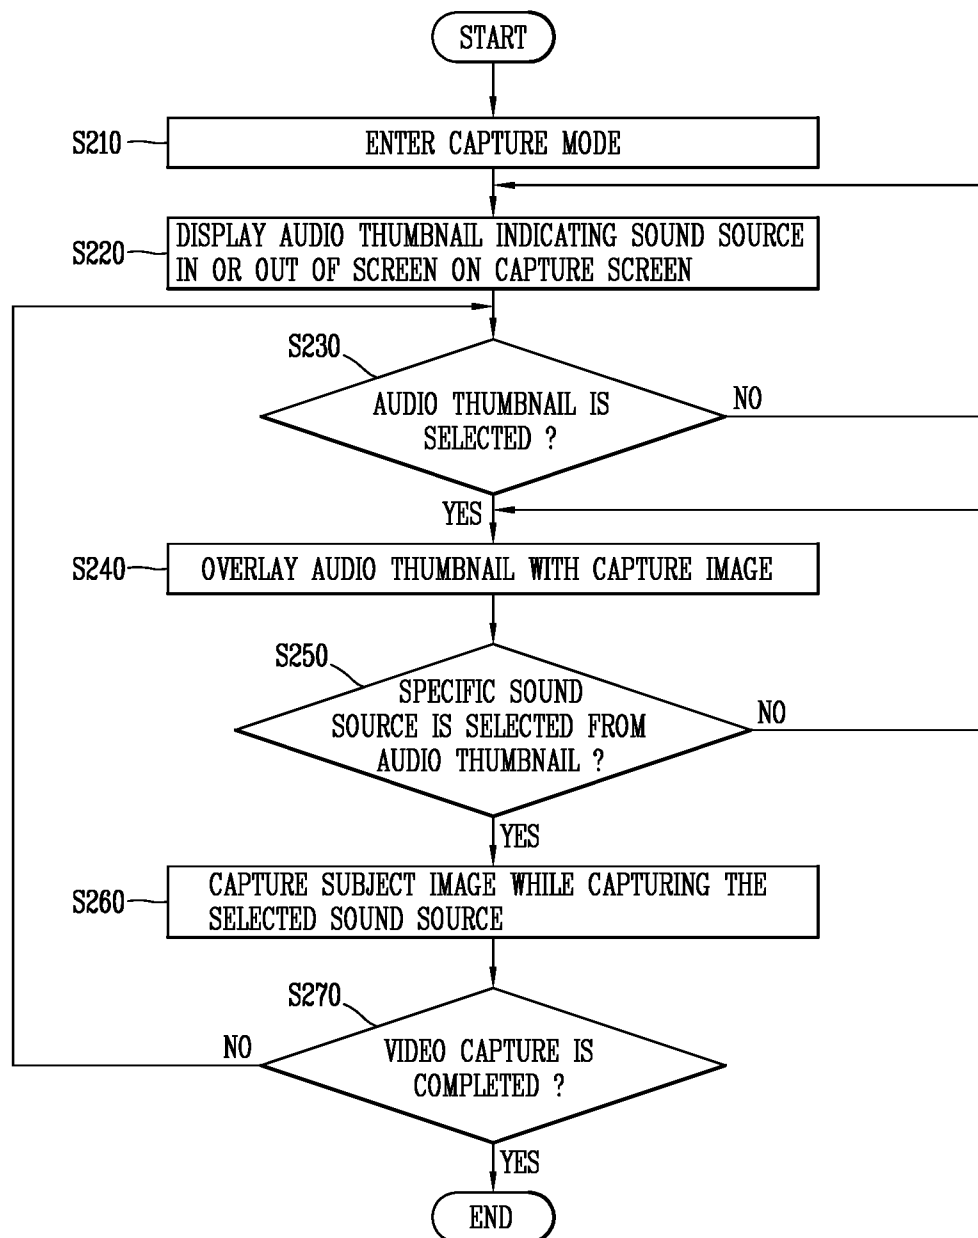 START
S210
ENTER CAPTURE MODE
S220
DISPLAY AUDIO THUMBNAIL INDICATING SOUND SOURCE
IN OR OUT OF SCREEN ON CAPTURE SCREEN
S230
AUDIO THUMBNAIL IS
SELECTED ?
NO
YES
S240
OVERLAY AUDIO THUMBNAIL WITH CAPTURE IMAGE
S250
SPECIFIC SOUND
SOURCE IS SELECTED FROM
AUDIO THUMBNAIL ?
NO
YES
S260
CAPTURE SUBJECT IMAGE WHILE CAPTURING THE
SELECTED SOUND SOURCE
S270
NO
VIDEO CAPTURE IS
COMPLETED ?
YES
END